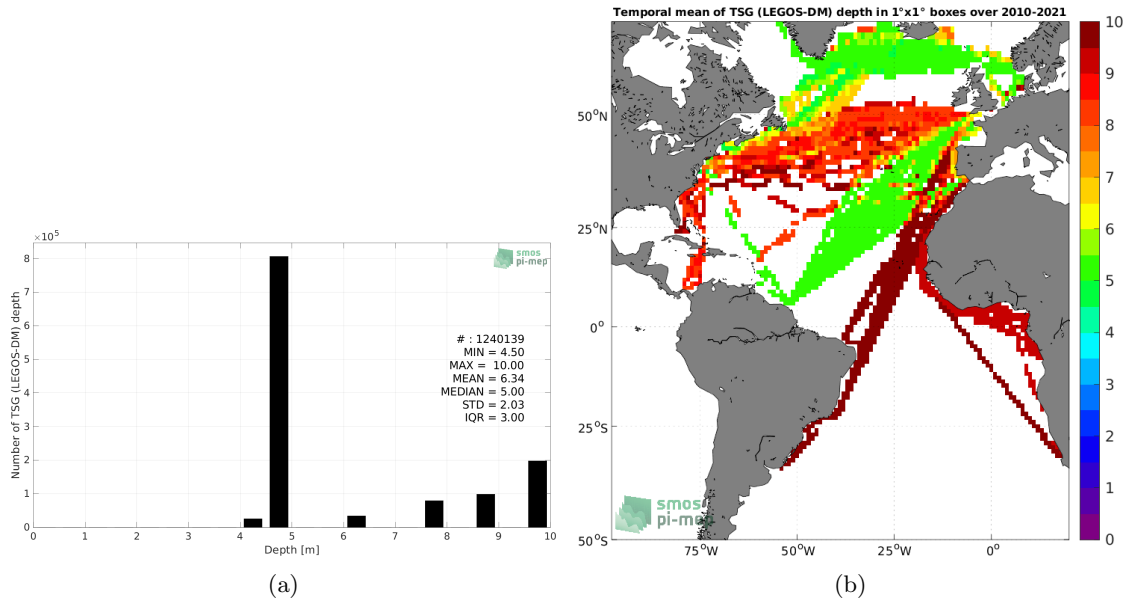 Temporal mean of TSG (LEGOS-DM) depth in 1°x1° boxes over 2010-2021
×10⁵
8
7
6
5
4
3
2
1
0
Number of TSG (LEGOS-DM) depth
smos
pi-mep
# : 1240139
MIN = 4.50
MAX = 10.00
MEAN = 6.34
MEDIAN = 5.00
STD = 2.03
IQR = 3.00
0 1 2 3 4 5 6 7 8 9 10
Depth [m]
(a)
50°N
25°N
0°
25°S
50°S
75°W 50°W 25°W 0°
smos
pi-mep
10
9
8
7
6
5
4
3
2
1
0
(b)